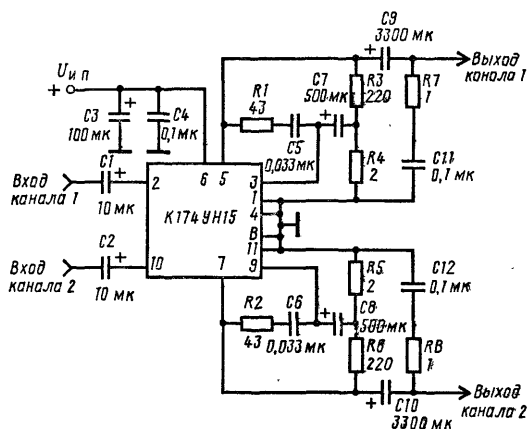 C9
3300 мк
Выход
канала 1
Uи п
+
R1
43
C7
500 мк
R3
220
R7
1
C3
100 мк
C4
0,1 мк
C5
0,033 мк
R4
2
C11
0,1 мк
Вход
канала 1
C1
10 мк
+
2
6
5
3
1
4
8
11
К174УН15
Вход
канала 2
C2
10 мк
+
10
7
9
R5
2
C12
0,1 мк
R2
43
C6
0,033 мк
C8
500 мк
R6
220
R8
1
+
C10
3300 мк
Выход
канала 2